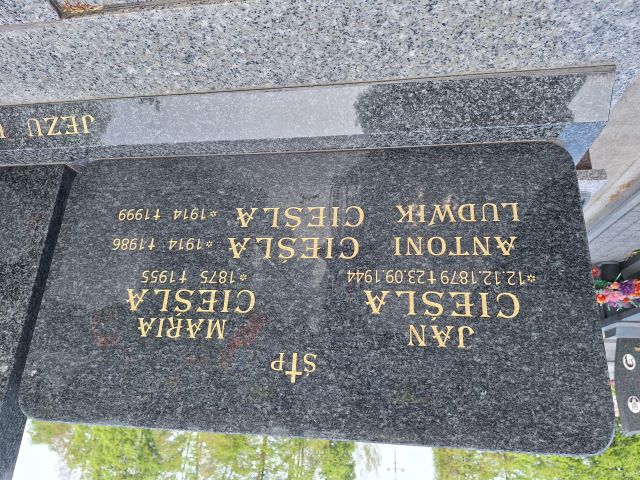 Ś†P
JAN
CIEŚLA
*12.12.1879 †23.09.1944
MARIA
CIEŚLA
*1875 †1955
ANTONI CIEŚLA *1914 †1986
LUDWIK CIEŚLA *1914 †1999
JEZU